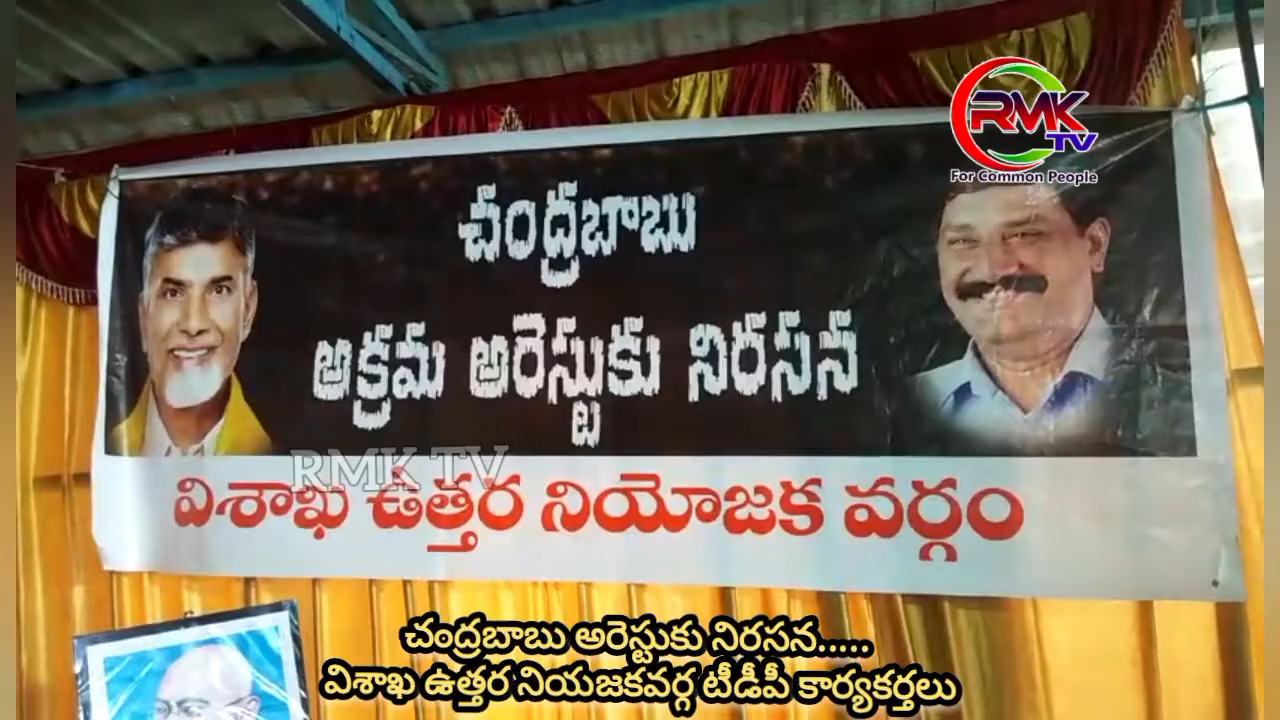 RMK
TV
For Common People
చంద్రబాబు
అక్రమ అరెస్టుకు నిరసన
RMK TV
విశాఖ ఉత్తర నియోజక వర్గం
చంద్రబాబు అరెస్టుకు నిరసన.....
విశాఖ ఉత్తర నియజకవర్గ టీడీపీ కార్యకర్తలు